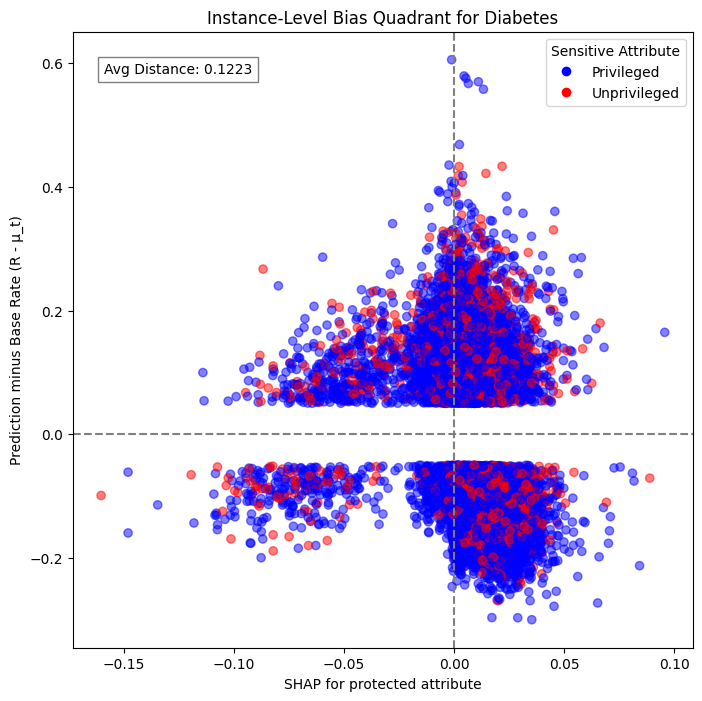 Instance-Level Bias Quadrant for Diabetes
Avg Distance: 0.1223
Sensitive Attribute
Privileged
Unprivileged
Prediction minus Base Rate (R - μ_t)
0.6
0.4
0.2
0.0
−0.2
−0.15
−0.10
−0.05
0.00
0.05
0.10
SHAP for protected attribute